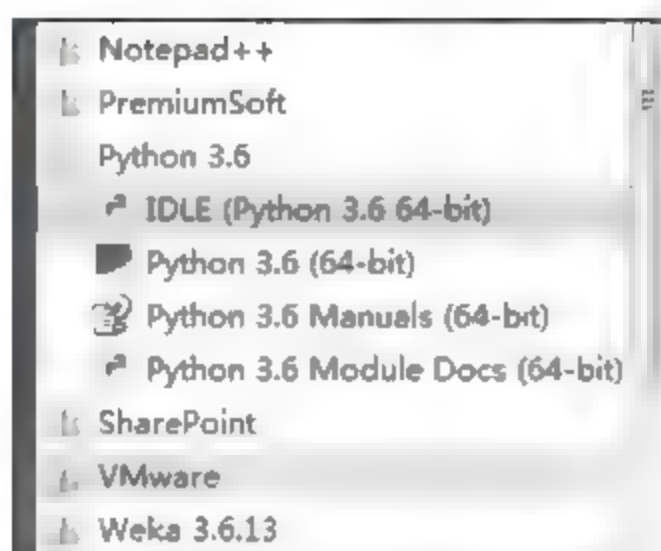 Notepad++
PremiumSoft
Python 3.6
IDLE (Python 3.6 64-bit)
Python 3.6 (64-bit)
Python 3.6 Manuals (64-bit)
Python 3.6 Module Docs (64-bit)
SharePoint
VMware
Weka 3.6.13